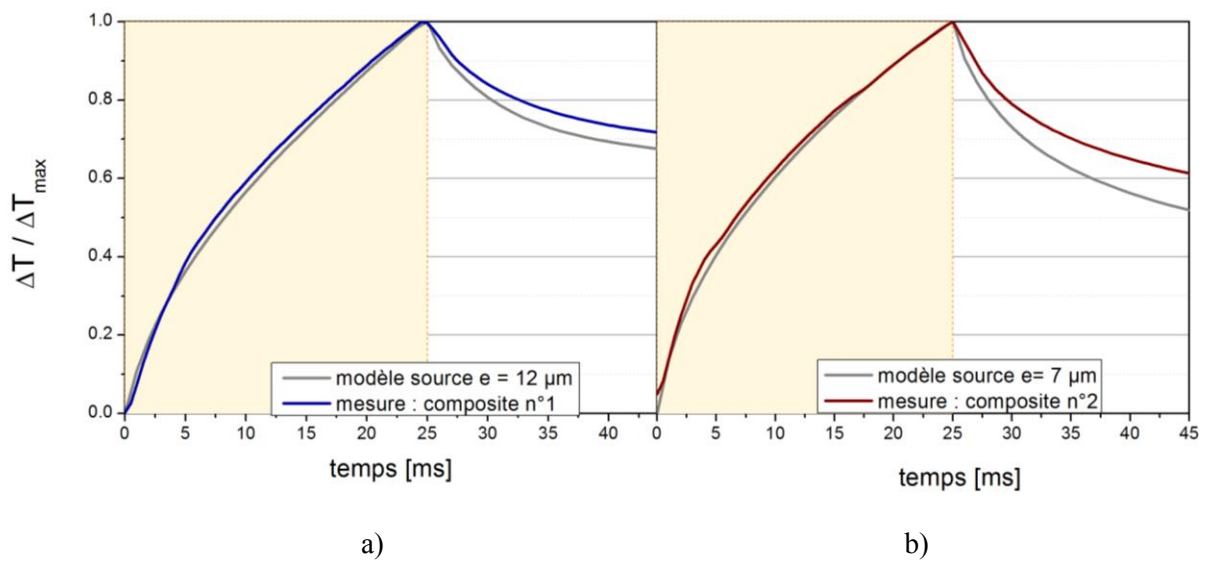 ΔT / ΔTmax
1.0
0.8
0.6
0.4
0.2
0.0
modèle source e = 12 µm
mesure : composite n°1
0 5 10 15 20 25 30 35 40
temps [ms]
modèle source e= 7 µm
mesure : composite n°2
0 5 10 15 20 25 30 35 40 45
temps [ms]
a)
b)